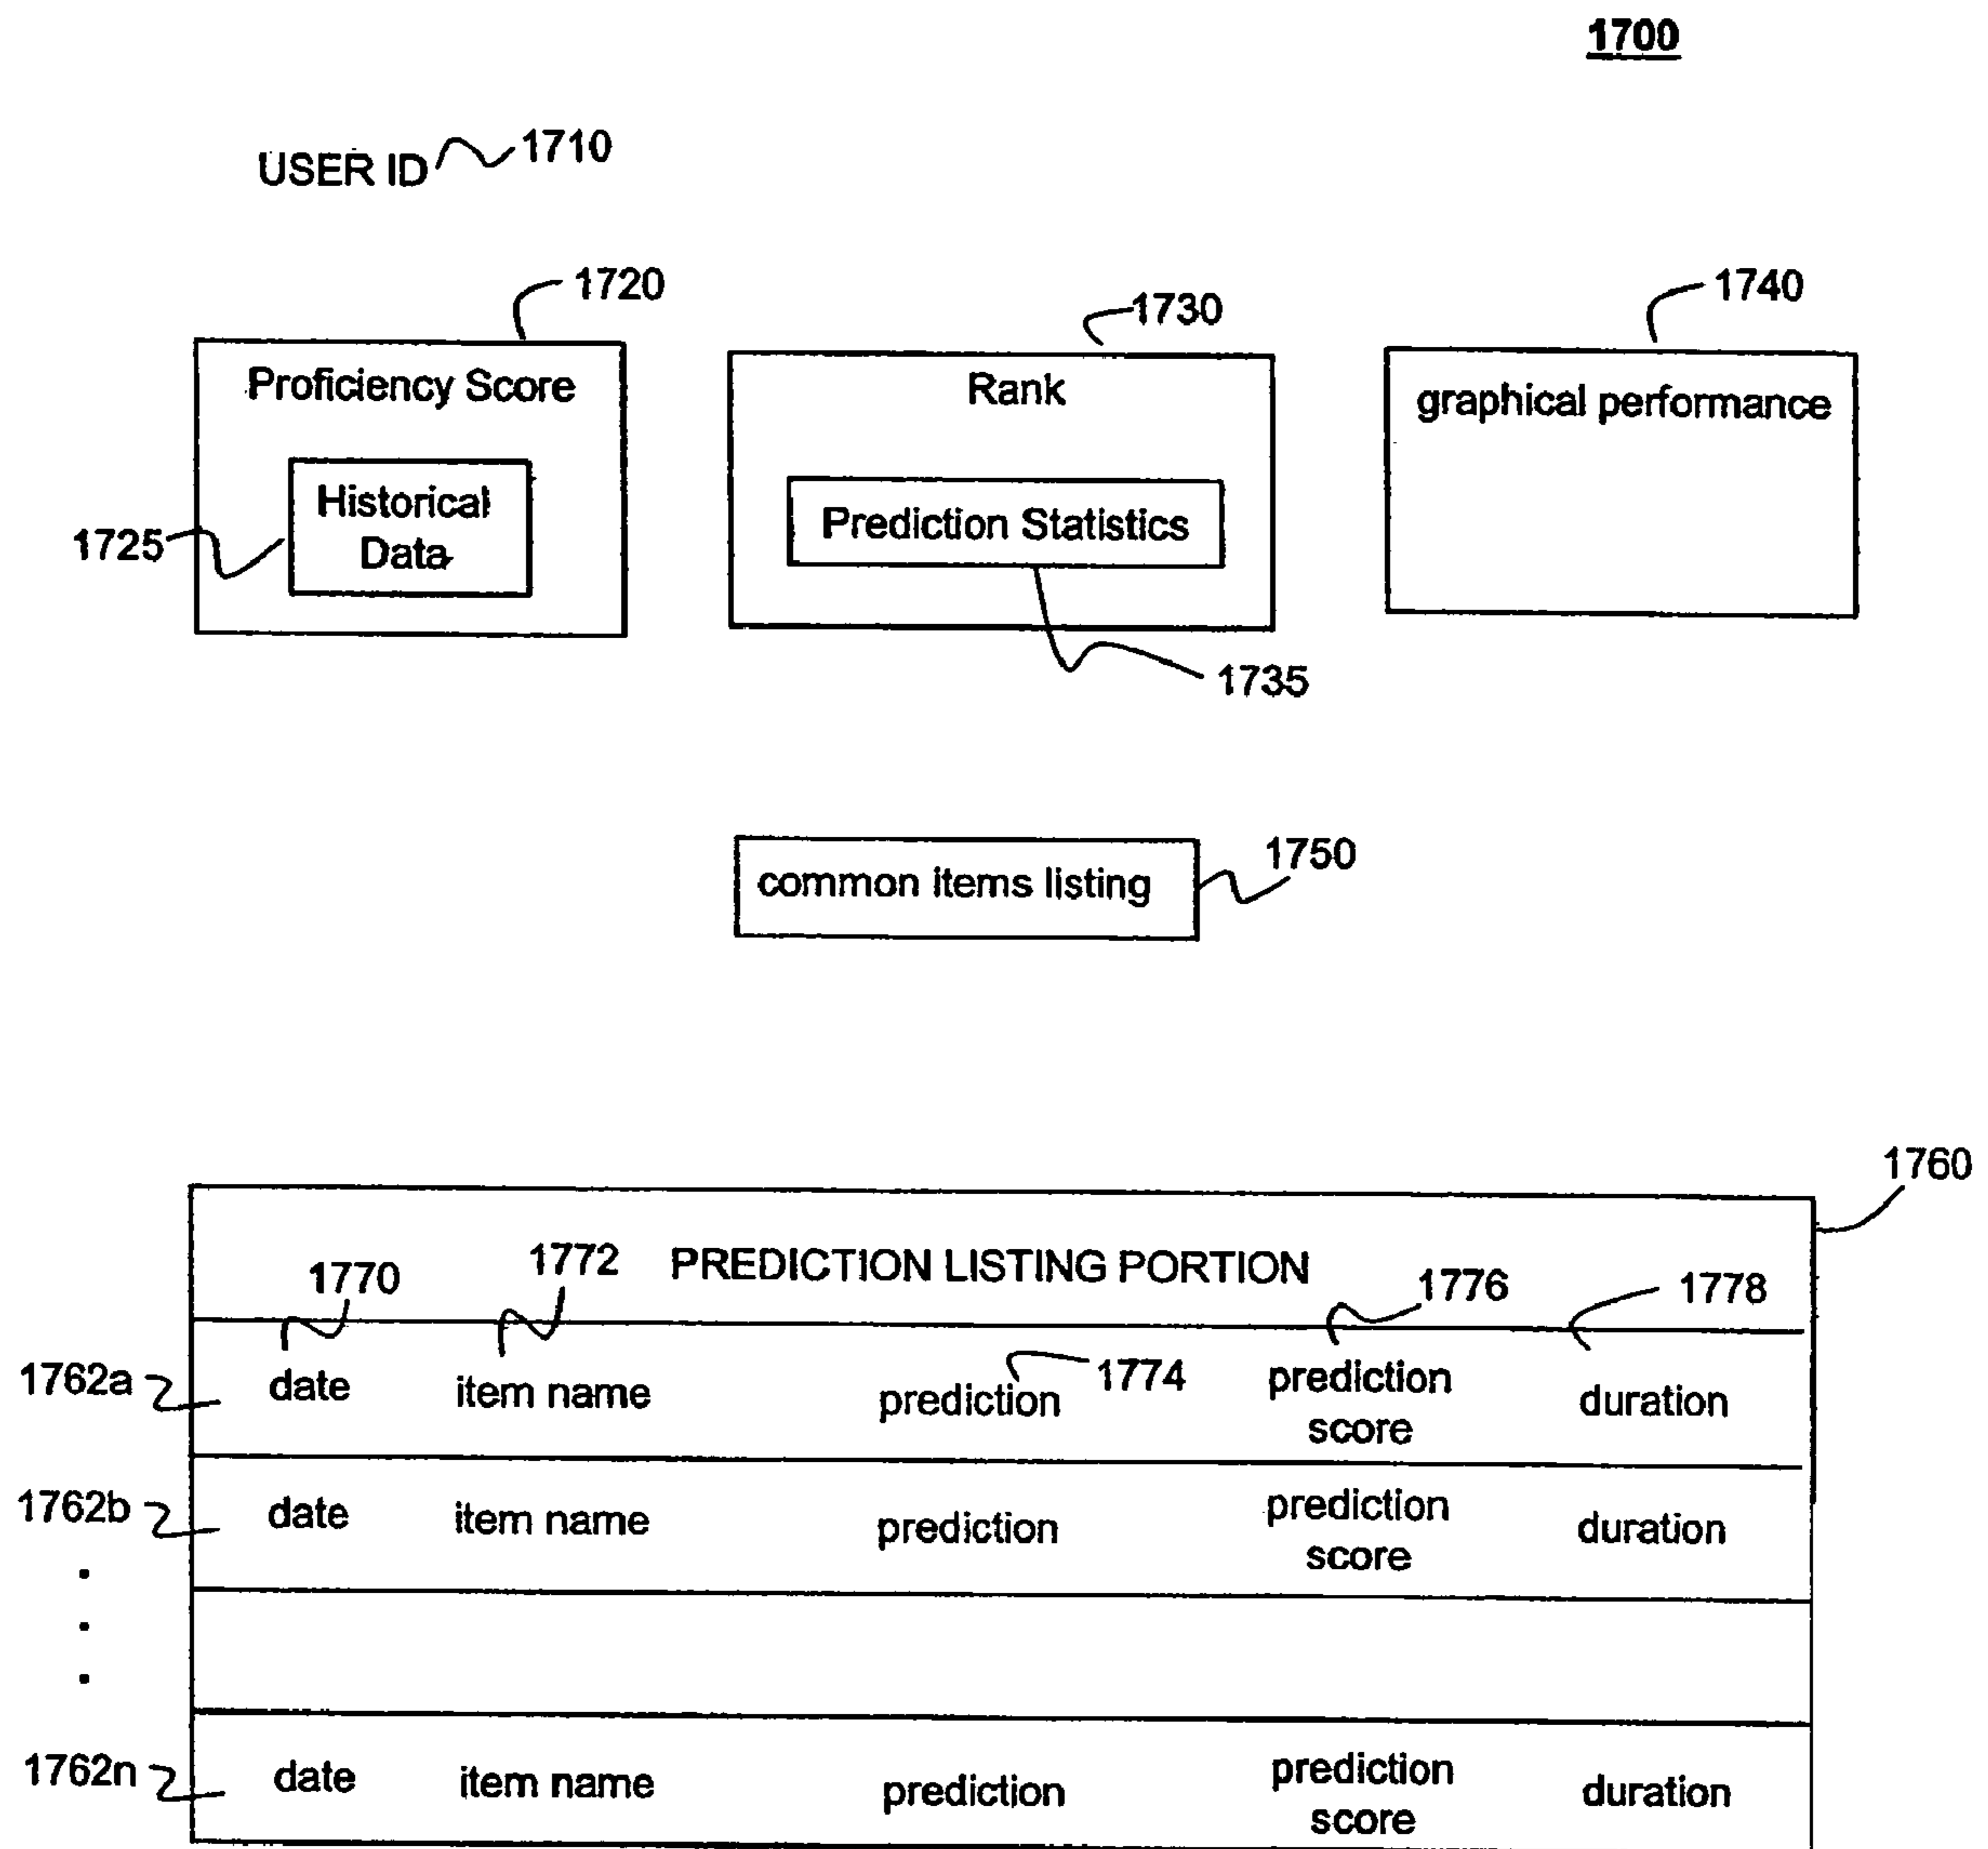 1700
USER ID 1710
1720
1730
1740
Proficiency Score
Rank
graphical performance
Historical
Data
1725
Prediction Statistics
1735
common items listing
1750
1760
PREDICTION LISTING PORTION
1770
1772
1776
1778
1762a
date
item name
prediction
1774
prediction
score
duration
1762b
date
item name
prediction
prediction
score
duration
1762n
date
item name
prediction
prediction
score
duration